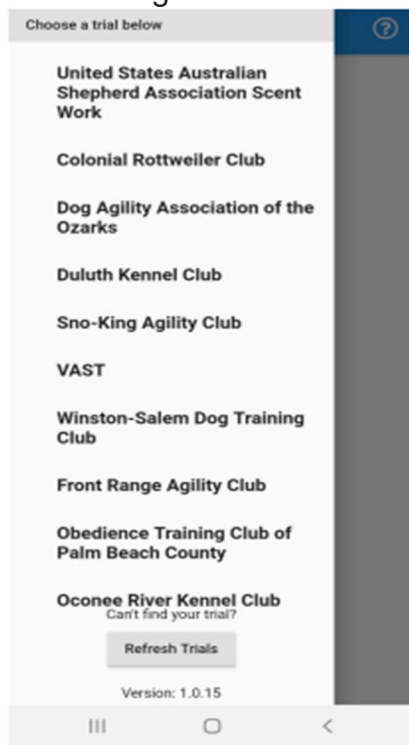 Choose a trial below
United States Australian
Shepherd Association Scent
Work
Colonial Rottweiler Club
Dog Agility Association of the
Ozarks
Duluth Kennel Club
Sno-King Agility Club
VAST
Winston-Salem Dog Training
Club
Front Range Agility Club
Obedience Training Club of
Palm Beach County
Oconee River Kennel Club
Can't find your trial?
Refresh Trials
Version: 1.0.15